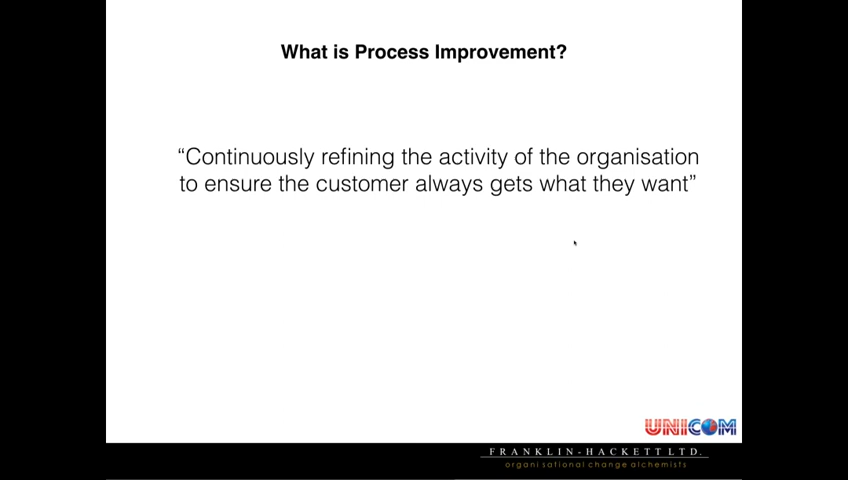 What is Process Improvement?
“Continuously refining the activity of the organisation
to ensure the customer always gets what they want”
UNICOM
FRANKLIN-HACKETT LTD.
organisational change alchemists